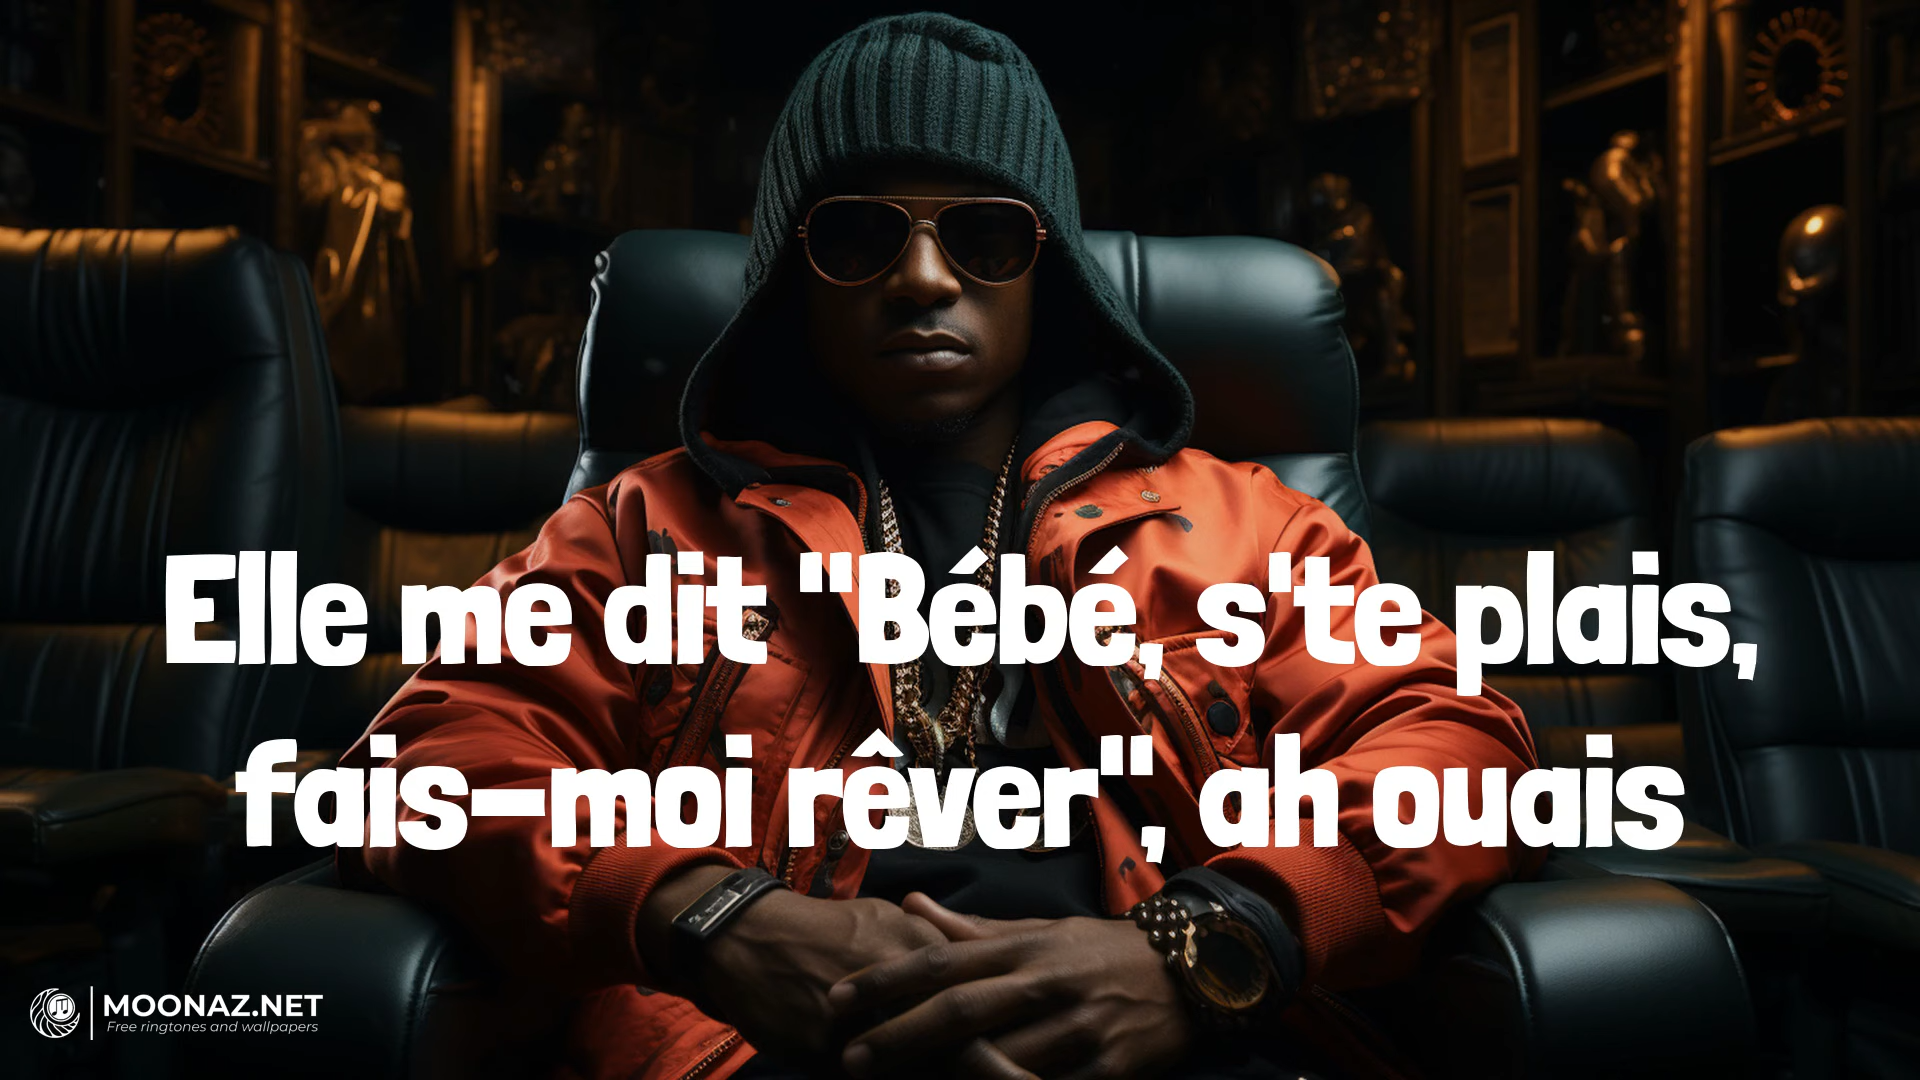 Elle me dit "Bébé, s'te plais,
fais-moi rêver", ah ouais
MOONAZ.NET
Free ringtones and wallpapers